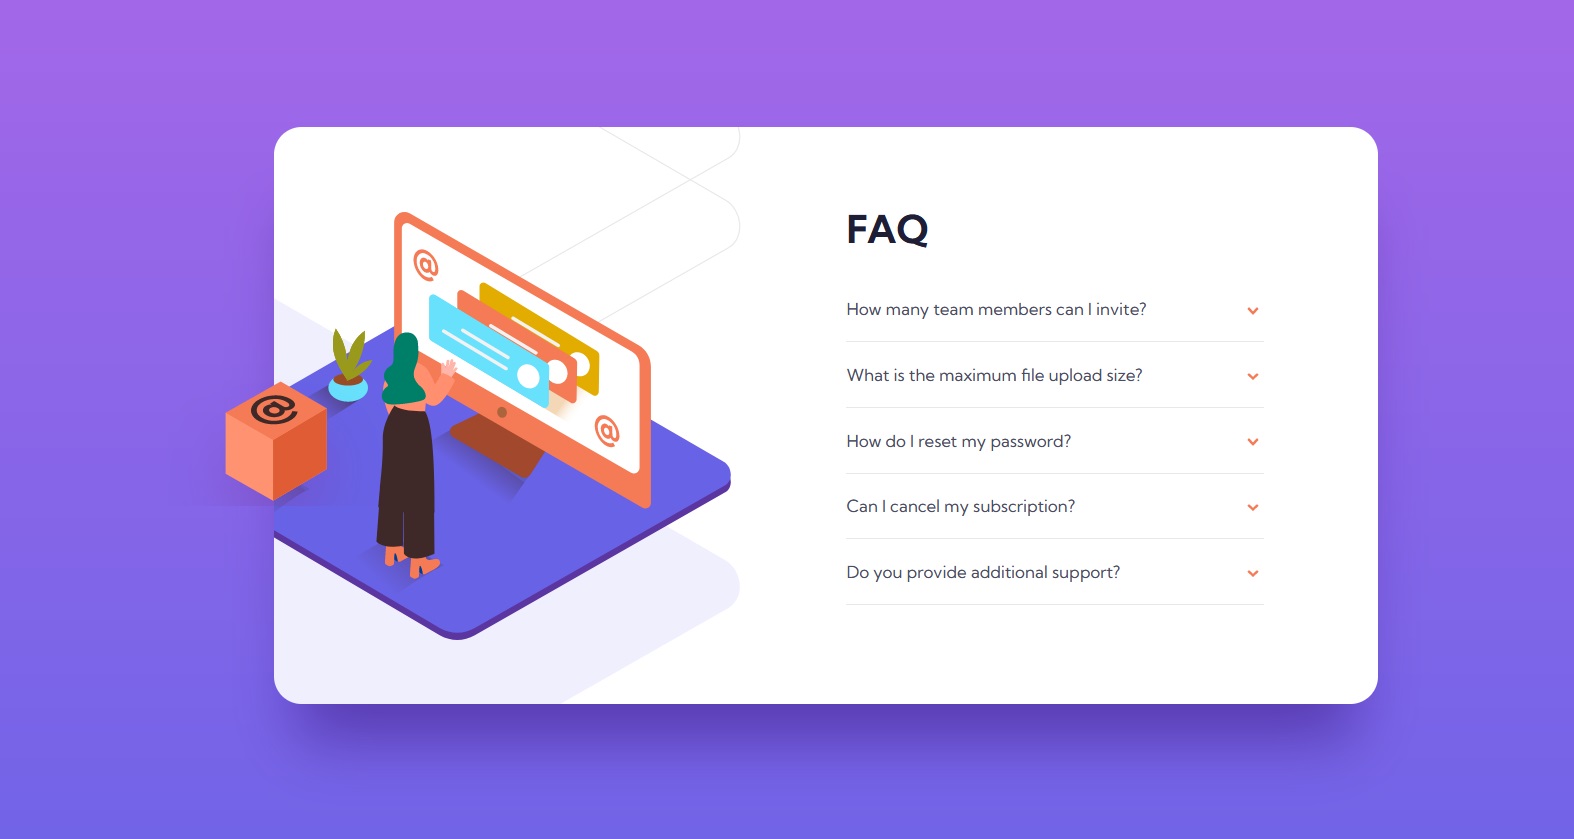 @
@
@
FAQ
How many team members can I invite?
What is the maximum file upload size?
How do I reset my password?
Can I cancel my subscription?
Do you provide additional support?